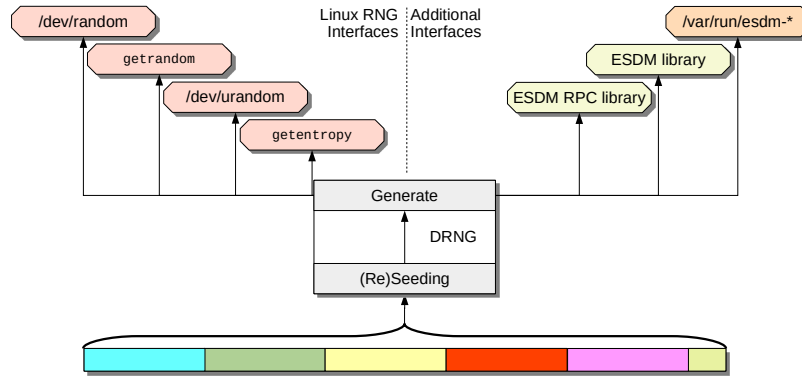 /dev/random
Linux RNG
Interfaces
Additional
Interfaces
/var/run/esdm-*
getrandom
ESDM library
/dev/urandom
ESDM RPC library
getentropy
Generate
DRNG
(Re)Seeding